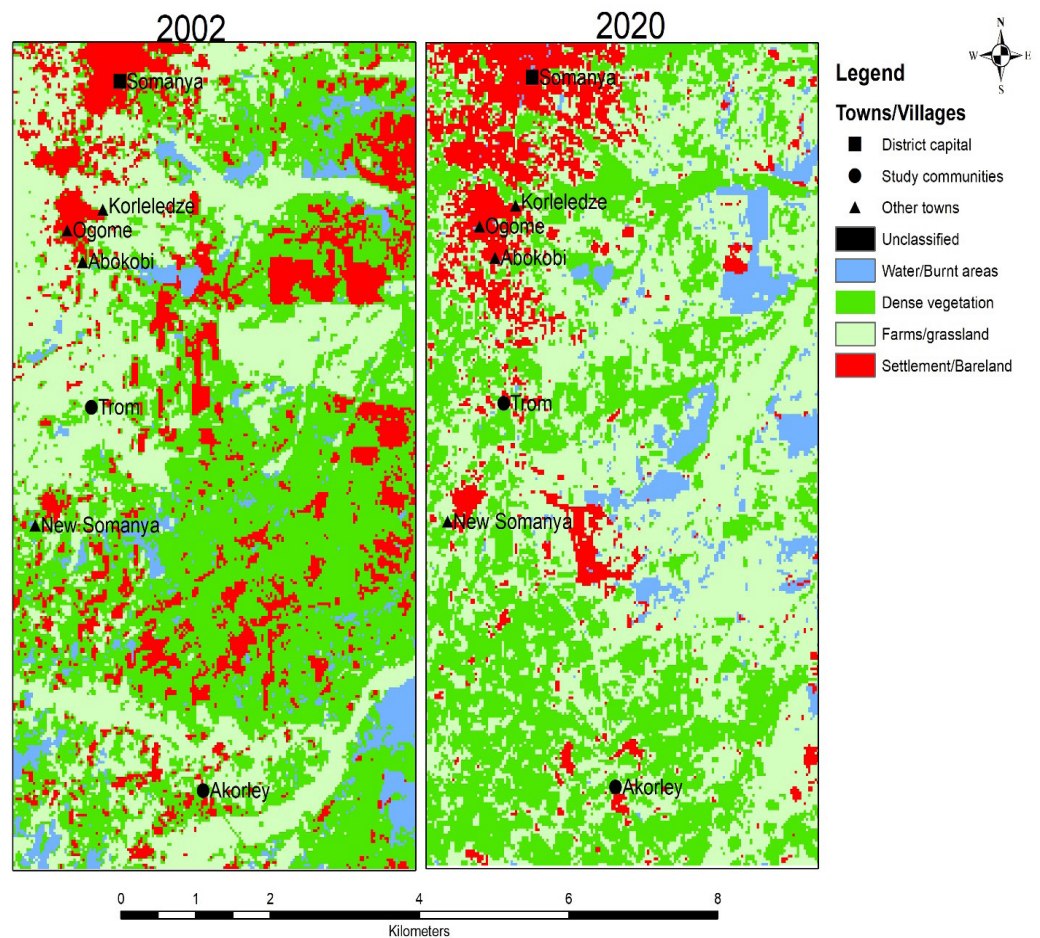 2002
2020
N
W E
S
Somanya
Korleledze
Ogome
Abokobi
Trom
New Somanya
Akorley
Somanya
Korleledze
Ogome
Abokobi
Trom
New Somanya
Akorley
Legend
Towns/Villages
District capital
Study communities
Other towns
Unclassified
Water/Burnt areas
Dense vegetation
Farms/grassland
Settlement/Bareland
0 1 2 4 6 8
Kilometers